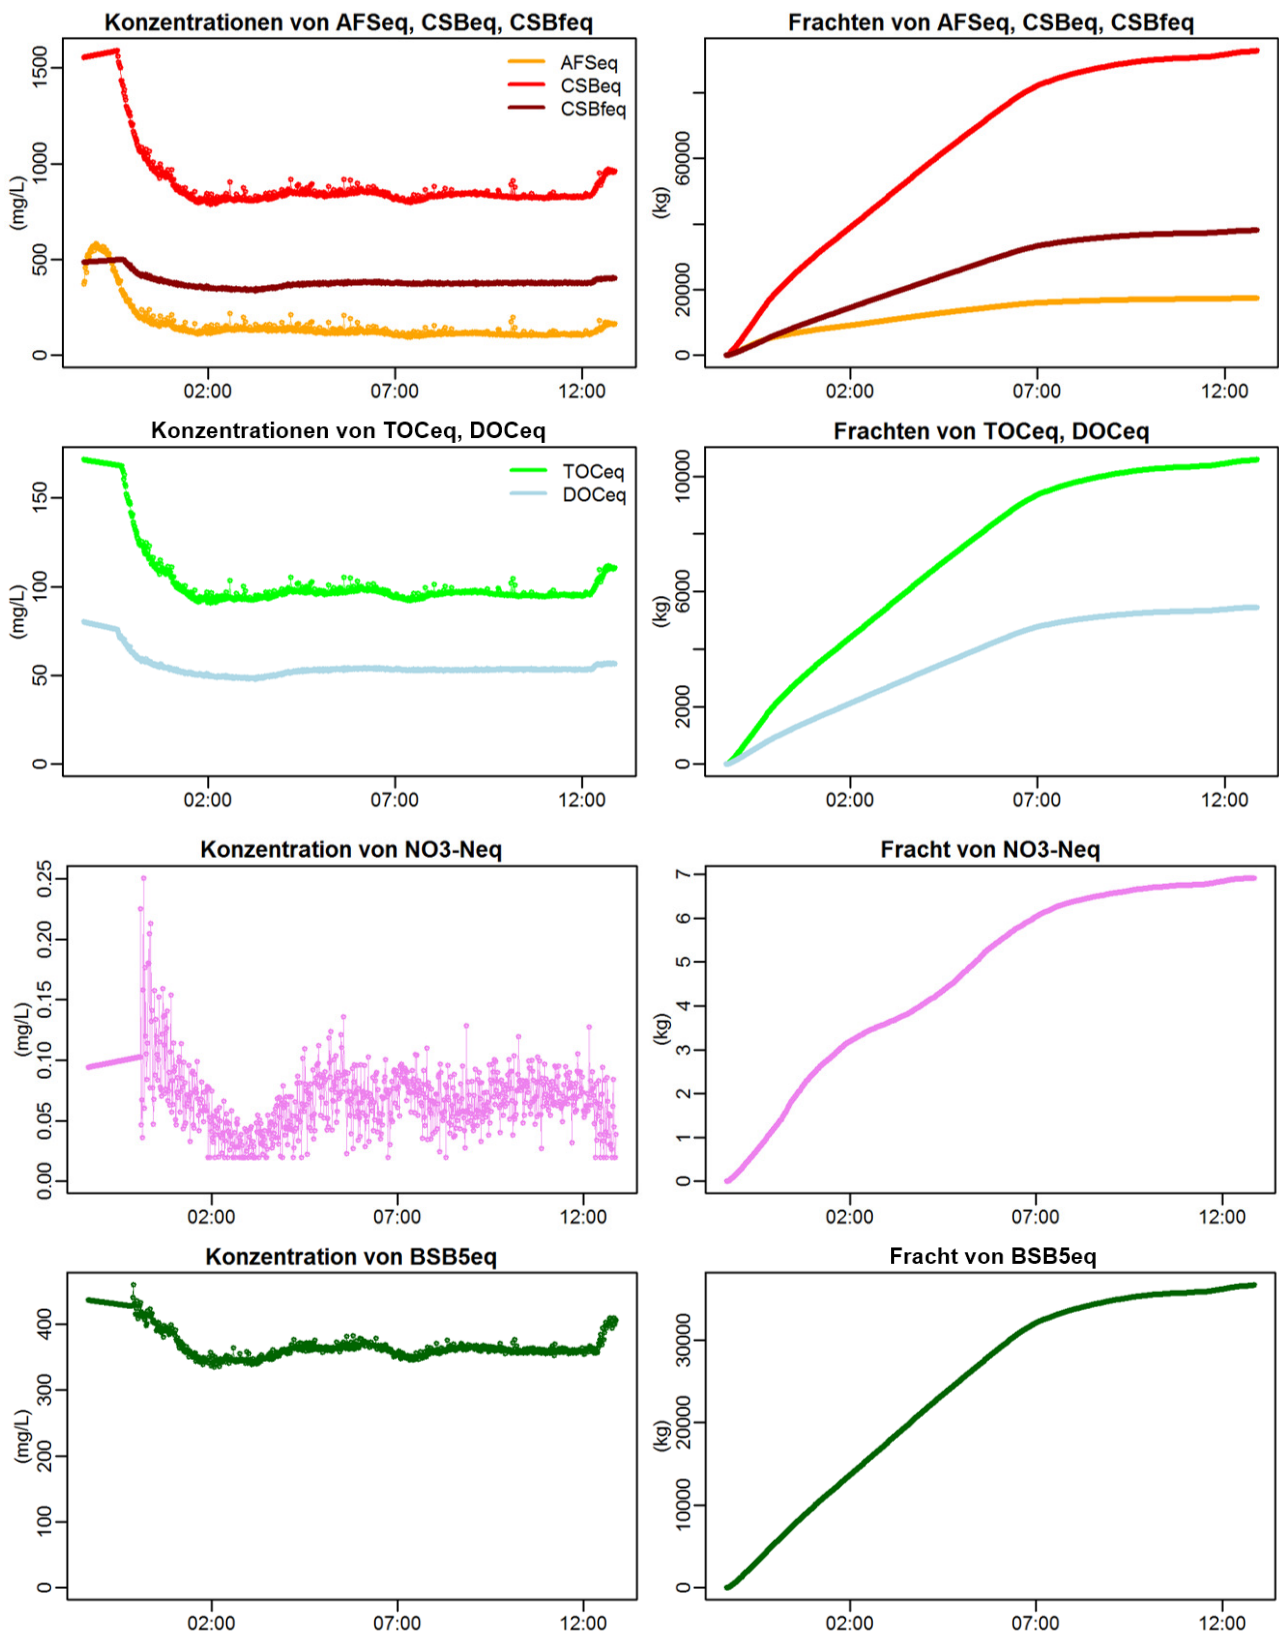 Konzentrationen von AFSeq, CSBeq, CSBfeq
(mg/L)
1500
1000
500
0
AFSeq
CSBeq
CSBfeq
02:00 07:00 12:00
Frachten von AFSeq, CSBeq, CSBfeq
(kg)
60000
20000
0
02:00 07:00 12:00
Konzentrationen von TOCeq, DOCeq
(mg/L)
150
100
50
0
TOCeq
DOCeq
02:00 07:00 12:00
Frachten von TOCeq, DOCeq
(kg)
10000
6000
2000
0
02:00 07:00 12:00
Konzentration von NO3-Neq
(mg/L)
0.25
0.20
0.15
0.10
0.05
0.00
02:00 07:00 12:00
Fracht von NO3-Neq
(kg)
7
6
5
4
3
2
1
0
02:00 07:00 12:00
Konzentration von BSB5eq
(mg/L)
400
300
200
100
0
02:00 07:00 12:00
Fracht von BSB5eq
(kg)
30000
20000
10000
0
02:00 07:00 12:00